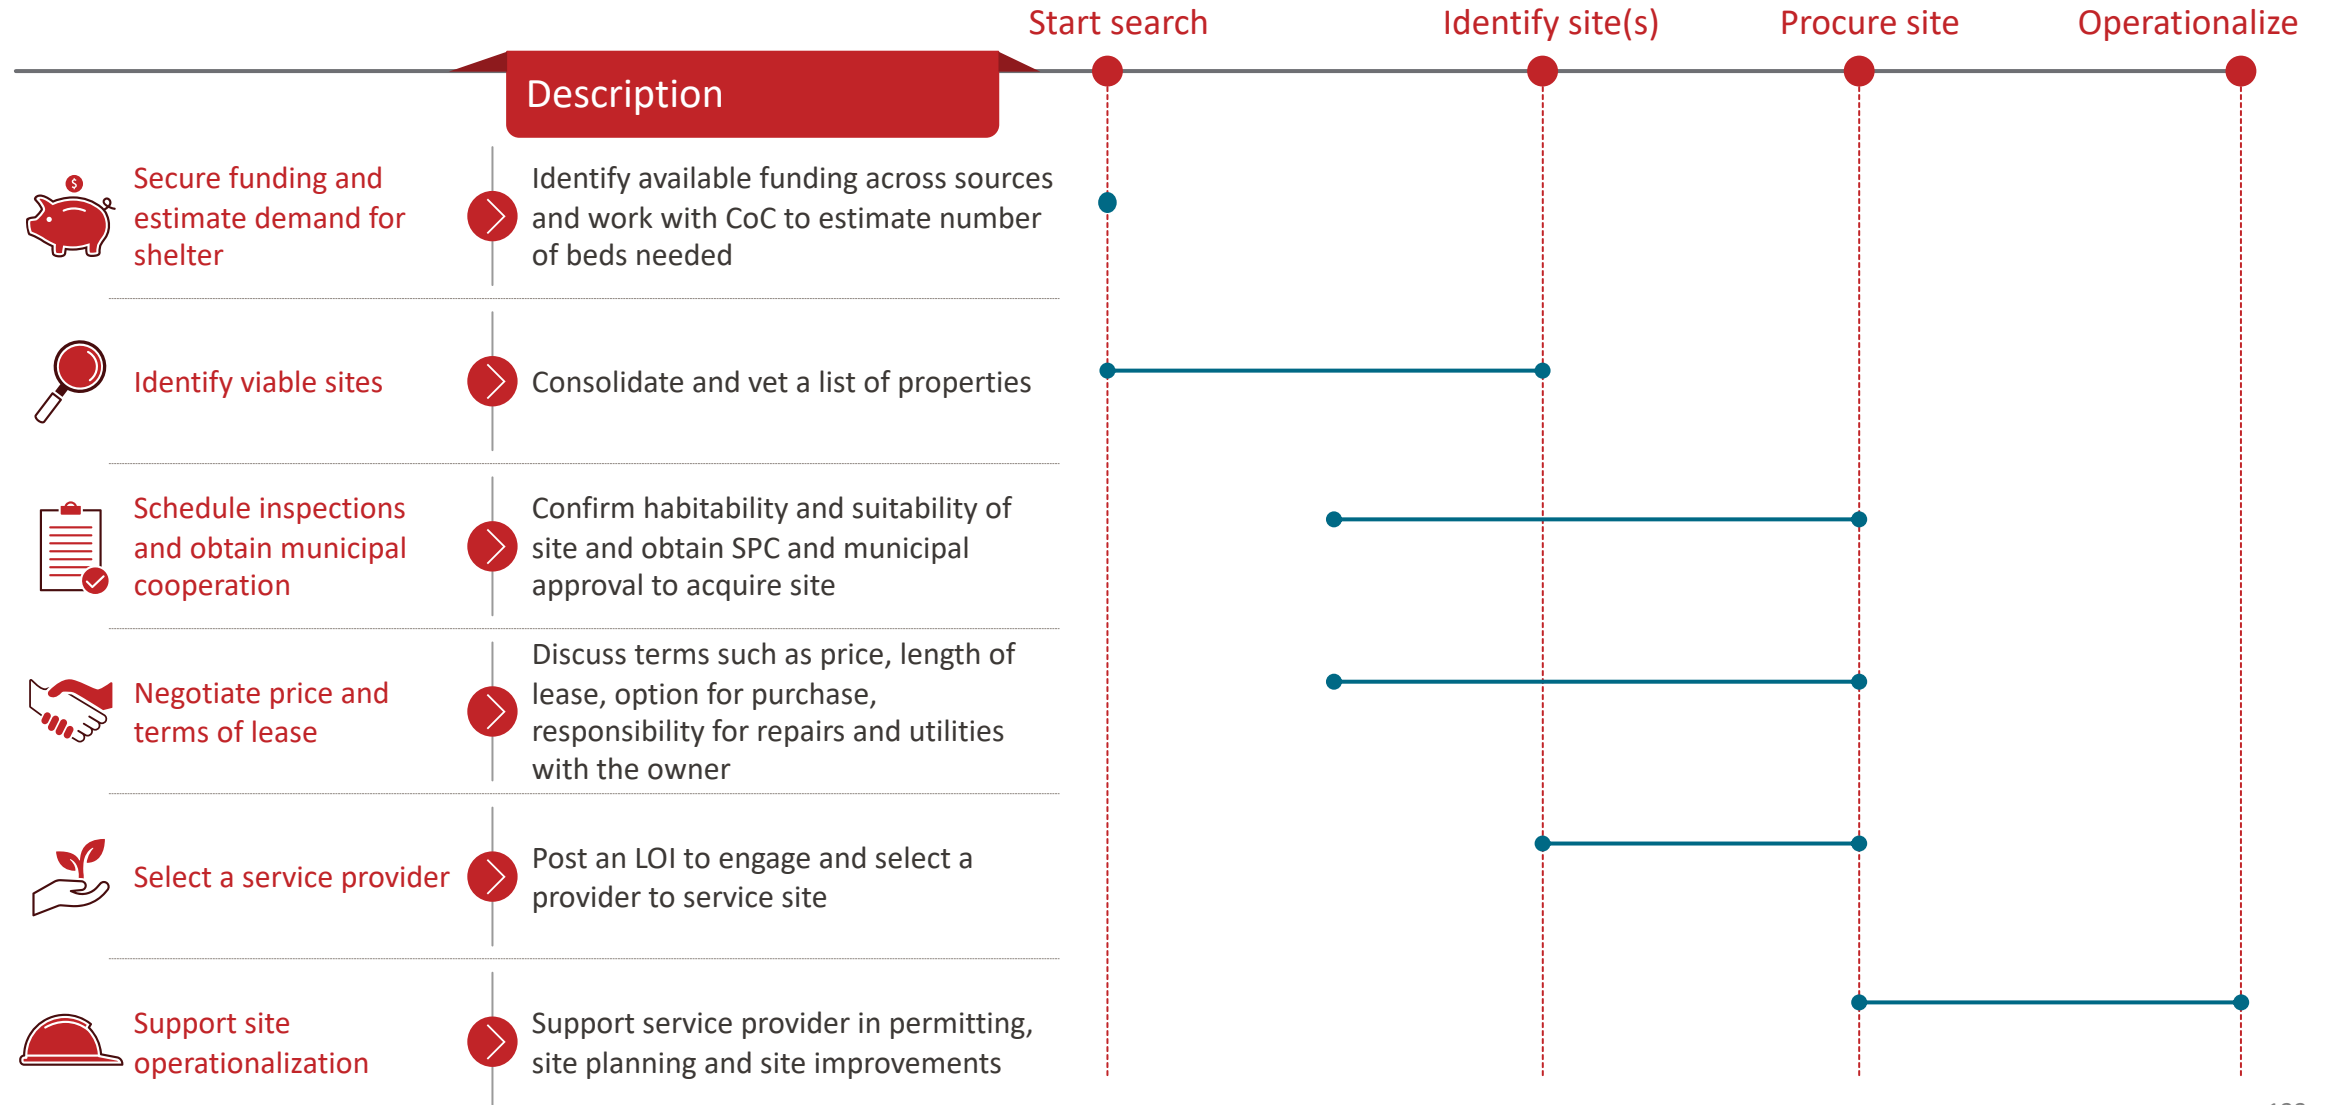 Start search
Identify site(s)
Procure site
Operationalize
Description
Secure funding and
estimate demand for
shelter
$
Identify available funding across sources
and work with CoC to estimate number
of beds needed
Identify viable sites
Consolidate and vet a list of properties
Schedule inspections
and obtain municipal
cooperation
Confirm habitability and suitability of
site and obtain SPC and municipal
approval to acquire site
Negotiate price and
terms of lease
Discuss terms such as price, length of
lease, option for purchase,
responsibility for repairs and utilities
with the owner
Select a service provider
Post an LOI to engage and select a
provider to service site
Support site
operationalization
Support service provider in permitting,
site planning and site improvements